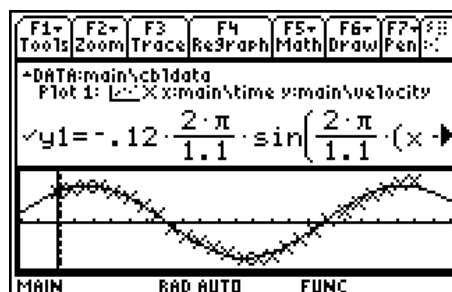 F1 F2 F3 F4 F5 F6 F7
Tools Zoom Trace ReGraph Math Draw Pen
DATA:main\cbldata
Plot 1: x:main\time y:main\velocity
✓y1=-.12·2·π/1.1·sin(2·π/1.1·(x
MAIN RAD AUTO FUNC